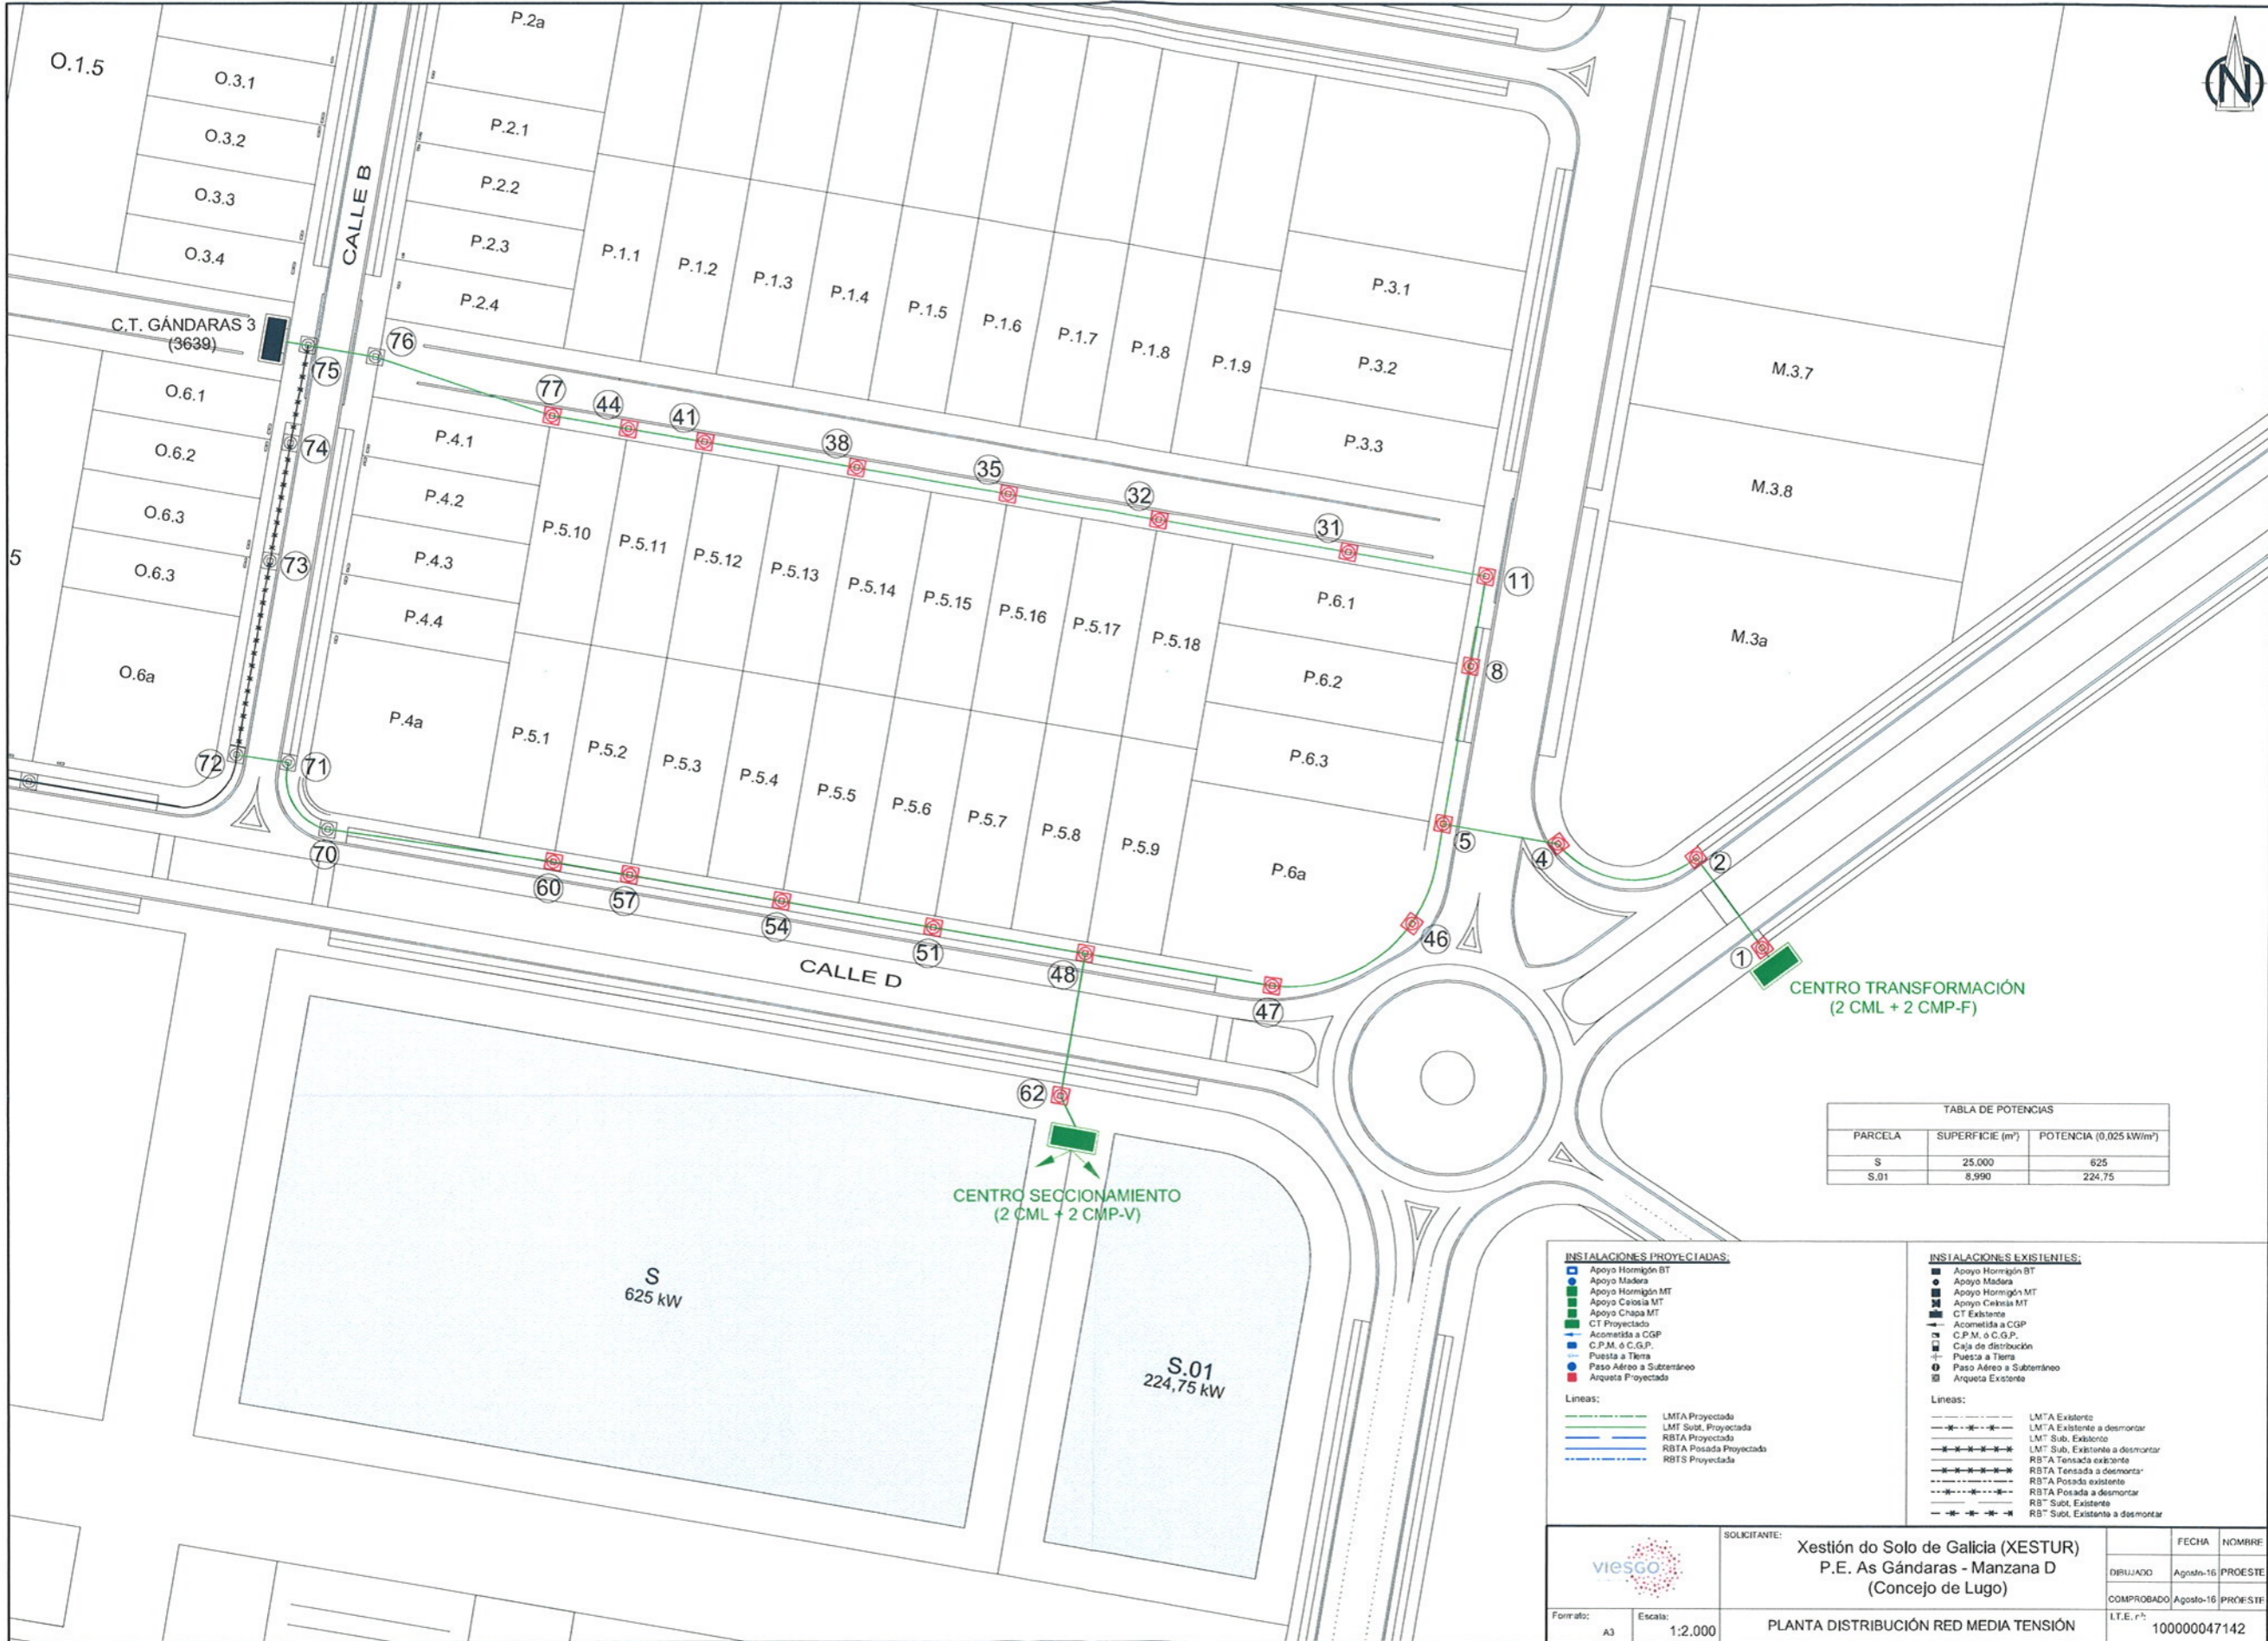 P.2a
N
O.1.5
O.3.1
O.3.2
O.3.3
O.3.4
CALLE B
P.2.1
P.2.2
P.2.3
P.2.4
P.1.1
P.1.2
P.1.3
P.1.4
P.1.5
P.1.6
P.1.7
P.1.8
P.1.9
P.3.1
P.3.2
P.3.3
M.3.7
M.3.8
M.3a
C.T. GÁNDARAS 3
(3639)
75
76
77
44
41
38
35
32
31
11
8
5
4
2
1
74
73
72
71
70
60
57
54
51
48
47
46
62
O.6.1
O.6.2
O.6.3
O.6.3
O.6a
5
P.4.1
P.4.2
P.4.3
P.4.4
P.4a
P.5.10
P.5.11
P.5.12
P.5.13
P.5.14
P.5.15
P.5.16
P.5.17
P.5.18
P.6.1
P.6.2
P.6.3
P.6a
P.5.1
P.5.2
P.5.3
P.5.4
P.5.5
P.5.6
P.5.7
P.5.8
P.5.9
CALLE D
CENTRO TRANSFORMACIÓN
(2 CML + 2 CMP-F)
CENTRO SECCIONAMIENTO
(2 CML + 2 CMP-V)
S
625 kW
S.01
224,75 kW
TABLA DE POTENCIAS
PARCELA SUPERFICIE (m²) POTENCIA (0,025 kW/m²)
S 25.000 625
S.01 8,990 224,75
INSTALACIONES PROYECTADAS:
Apoyo Hormigón BT
Apoyo Madera
Apoyo Hormigón MT
Apoyo Celosia MT
Apoyo Chapa MT
CT Proyectado
Acometida a CGP
C.P.M. ó C.G.P.
Puesta a Tierra
Paso Aéreo a Subterráneo
Arqueta Proyectada
Lineas:
LMTA Proyectada
LMT Subt. Proyectada
RBTA Proyectada
RBTA Posada Proyectada
RBTS Proyectada
INSTALACIONES EXISTENTES:
Apoyo Hormigón BT
Apoyo Madera
Apoyo Hormigón MT
Apoyo Celosia MT
CT Existente
Acometida a CGP
C.P.M. ó C.G.P.
Caja de distribución
Puesta a Tierra
Paso Aéreo a Subterráneo
Arqueta Existente
Lineas:
LMTA Existente
LMTA Existente a desmontar
LMT Sub. Existente
LMT Sub. Existente a desmontar
RBTA Tensada existente
RBTA Tensada a desmontar
RBTA Posada existente
RBTA Posada a desmontar
RBT Subt. Existente
RBT Subt. Existente a desmontar
viesgo
SOLICITANTE:
Xestión do Solo de Galicia (XESTUR)
P.E. As Gándaras - Manzana D
(Concejo de Lugo)
FECHA NOMBRE
DIBUJADO Agosto-16 PROESTE
COMPROBADO Agosto-16 PROESTE
Formato: A3
Escala: 1:2.000
PLANTA DISTRIBUCIÓN RED MEDIA TENSIÓN
I.T.E. nº: 100000047142